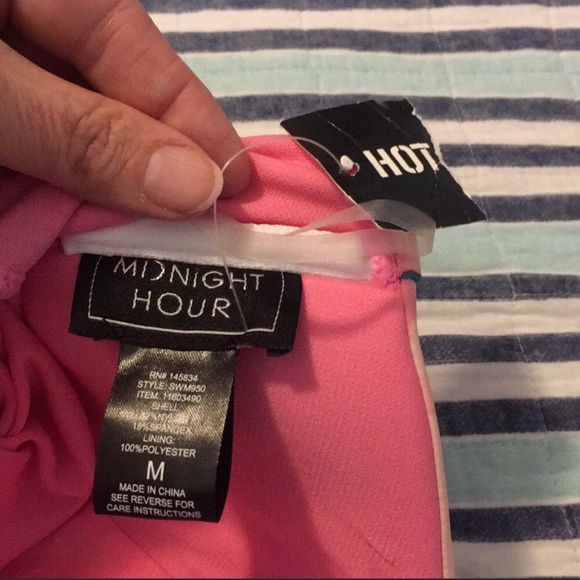 HOT
MIDNIGHT
HOUR
RN# 145834
STYLE: SWM950
ITEM: 11603490
SHELL
18%SPANDEX
LINING:
100%POLYESTER
M
MADE IN CHINA
SEE REVERSE FOR
CARE INSTRUCTIONS